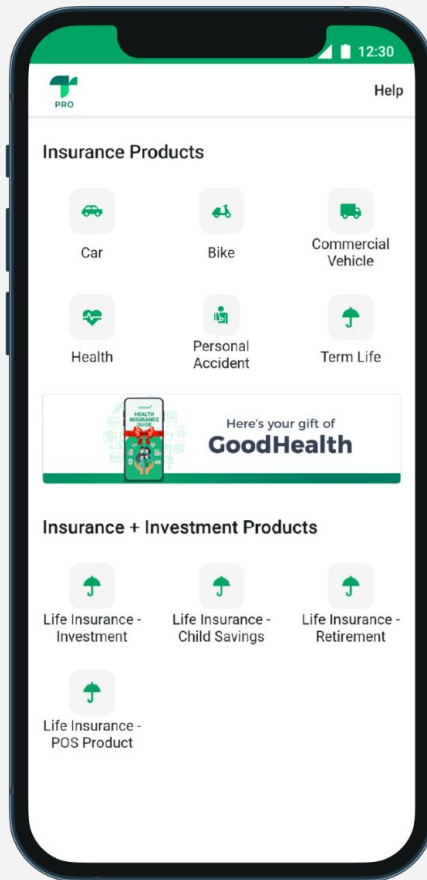 12:30
PRO
Help
Insurance Products
Car
Bike
Commercial
Vehicle
Health
Personal
Accident
Term Life
HEALTH
INSURANCE
GUIDE
Here's your gift of
GoodHealth
Insurance + Investment Products
Life Insurance -
Investment
Life Insurance -
Child Savings
Life Insurance -
Retirement
Life Insurance -
POS Product